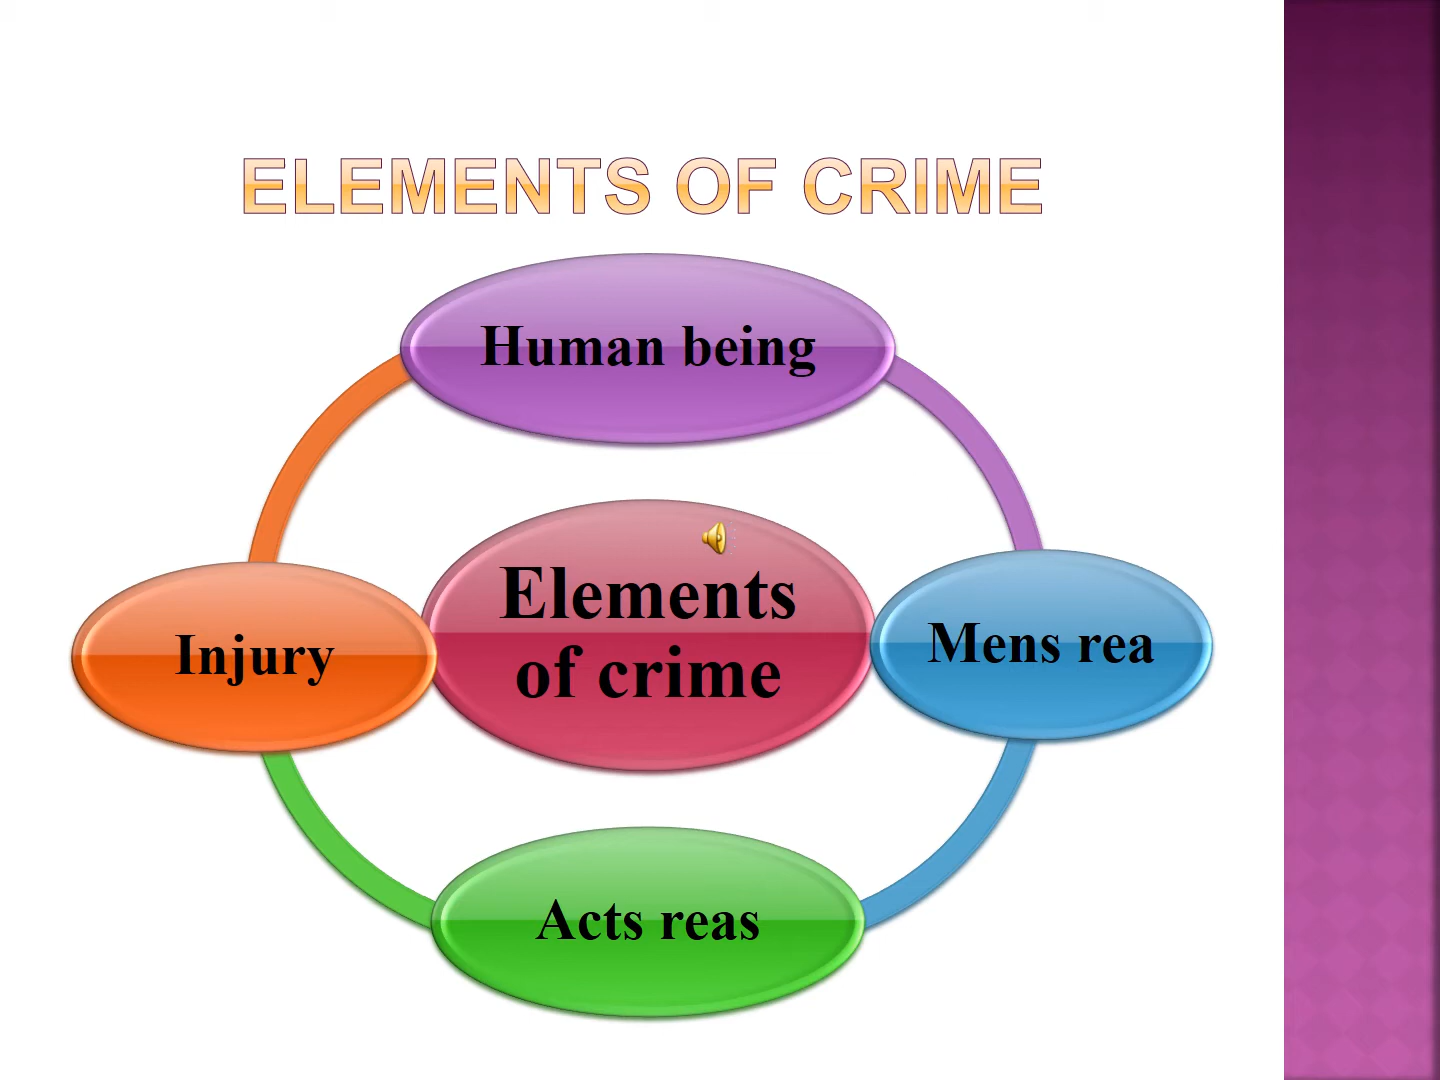 ELEMENTS OF CRIME
Human being
Elements
of crime
Injury
Mens rea
Acts reas